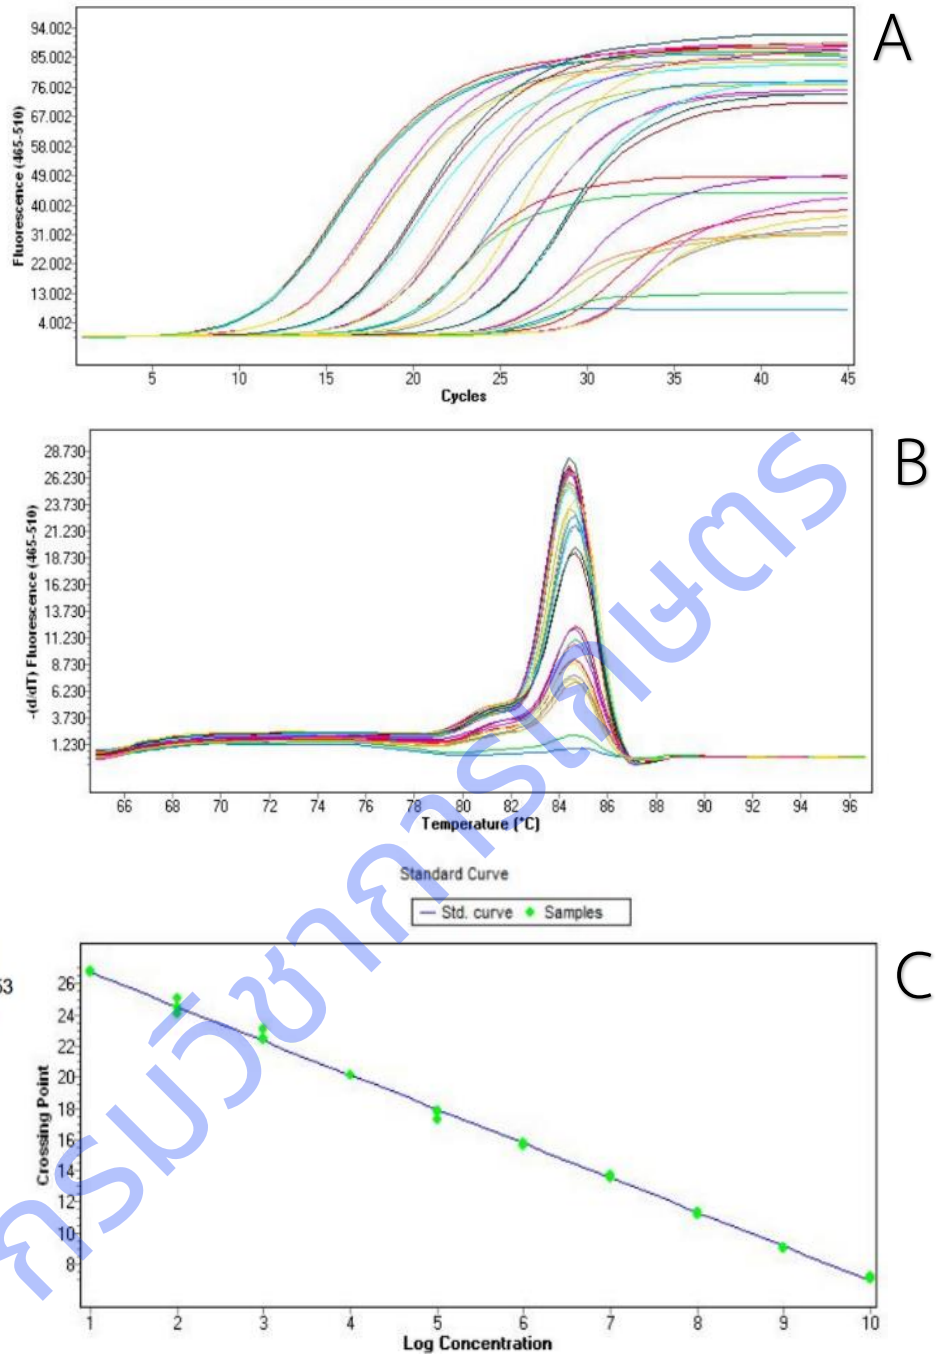 A
Fluorescence (465-510)
94.002
85.002
76.002
67.002
58.002
49.002
40.002
31.002
22.002
13.002
4.002
5 10 15 20 25 30 35 40 45
Cycles
B
-(d/dT) Fluorescence (465-510)
28.730
26.230
23.730
21.230
18.730
16.230
13.730
11.230
8.730
6.230
3.730
1.230
66 68 70 72 74 76 78 80 82 84 86 88 90 92 94 96
Temperature (°C)
Standard Curve
Std. curve Samples
C
53
Crossing Point
26
24
22
20
18
16
14
12
10
8
1 2 3 4 5 6 7 8 9 10
Log Concentration
กรมวิชาการเกษตร